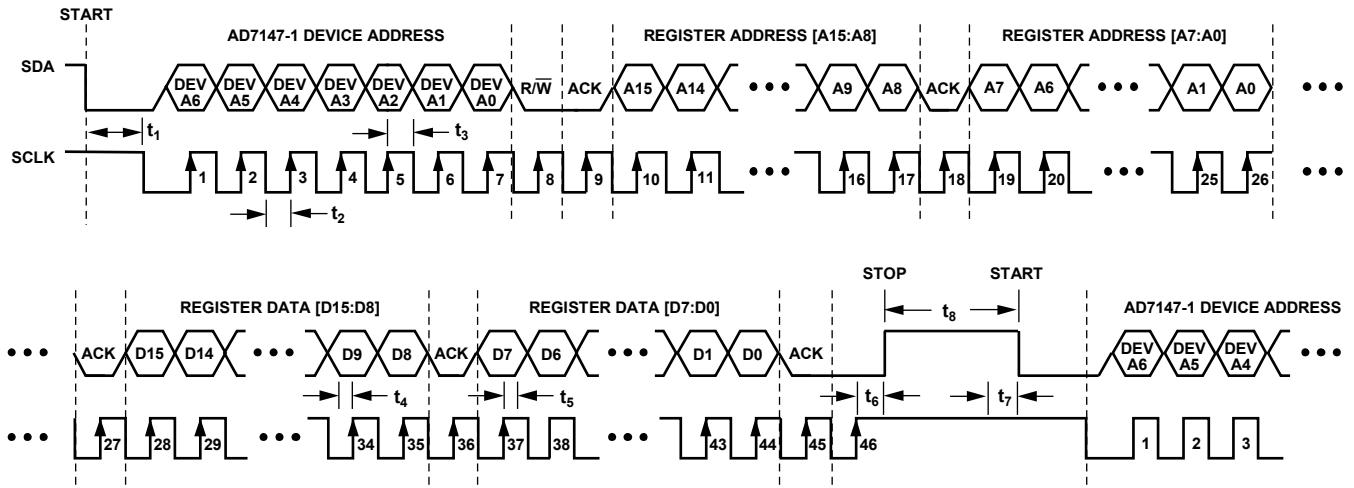 START
AD7147-1 DEVICE ADDRESS REGISTER ADDRESS [A15:A8] REGISTER ADDRESS [A7:A0]
SDA DEV A6 DEV A5 DEV A4 DEV A3 DEV A2 DEV A1 DEV A0 R/W̅ ACK A15 A14 A9 A8 ACK A7 A6 A1 A0
t1 t3
SCLK 1 2 3 4 5 6 7 8 9 10 11 16 17 18 19 20 25 26
t2
STOP START
REGISTER DATA [D15:D8] REGISTER DATA [D7:D0] t8 AD7147-1 DEVICE ADDRESS
ACK D15 D14 D9 D8 ACK D7 D6 D1 D0 ACK DEV A6 DEV A5 DEV A4
t4 t5 t6 t7
27 28 29 34 35 36 37 38 43 44 45 46 1 2 3